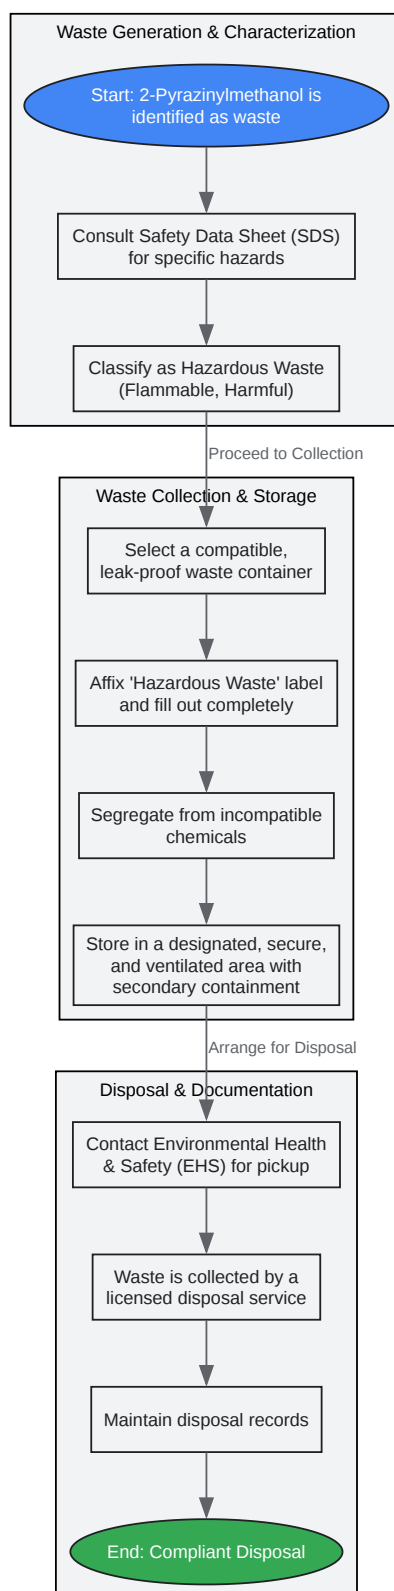 Waste Generation & Characterization
Start: 2-Pyrazinylmethanol is
identified as waste
Consult Safety Data Sheet (SDS)
for specific hazards
Classify as Hazardous Waste
(Flammable, Harmful)
Proceed to Collection
Waste Collection & Storage
Select a compatible,
leak-proof waste container
Affix 'Hazardous Waste' label
and fill out completely
Segregate from incompatible
chemicals
Store in a designated, secure,
and ventilated area with
secondary containment
Arrange for Disposal
Disposal & Documentation
Contact Environmental Health
& Safety (EHS) for pickup
Waste is collected by a
licensed disposal service
Maintain disposal records
End: Compliant Disposal